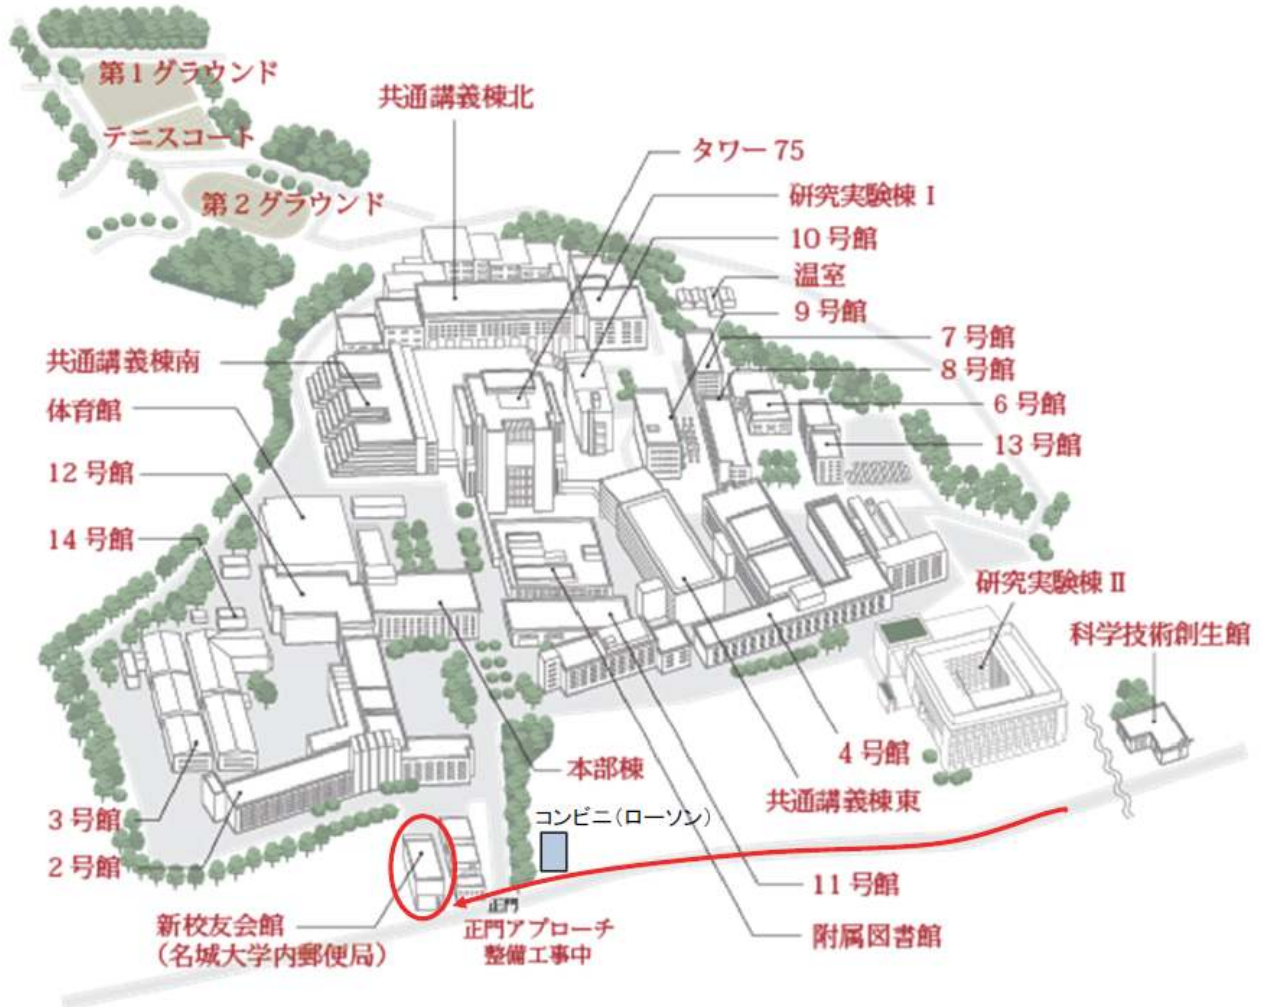 第1グラウンド
テニスコート
第2グラウンド
共通講義棟北
タワー75
研究実験棟Ⅰ
10号館
温室
9号館
7号館
8号館
6号館
13号館
共通講義棟南
体育館
12号館
14号館
研究実験棟Ⅱ
科学技術創生館
4号館
共通講義棟東
本部棟
3号館
2号館
コンビニ(ローソン)
11号館
附属図書館
新校友会館
(名城大学内郵便局)
正門
正門アプローチ
整備工事中